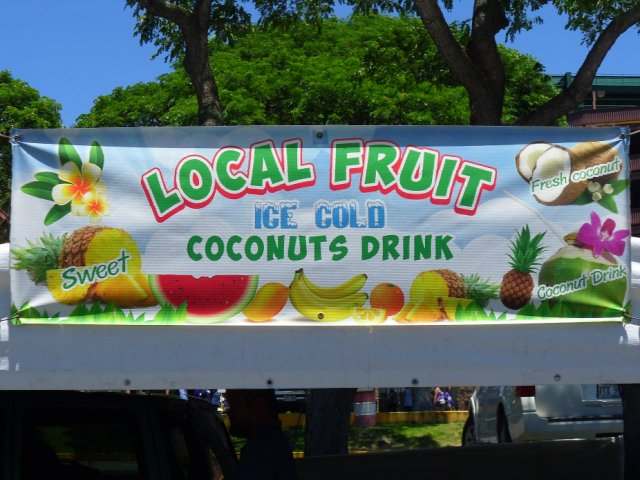 LOCAL FRUIT
ICE COLD
COCONUTS DRINK
Sweet
Fresh coconut
Coconut Drink